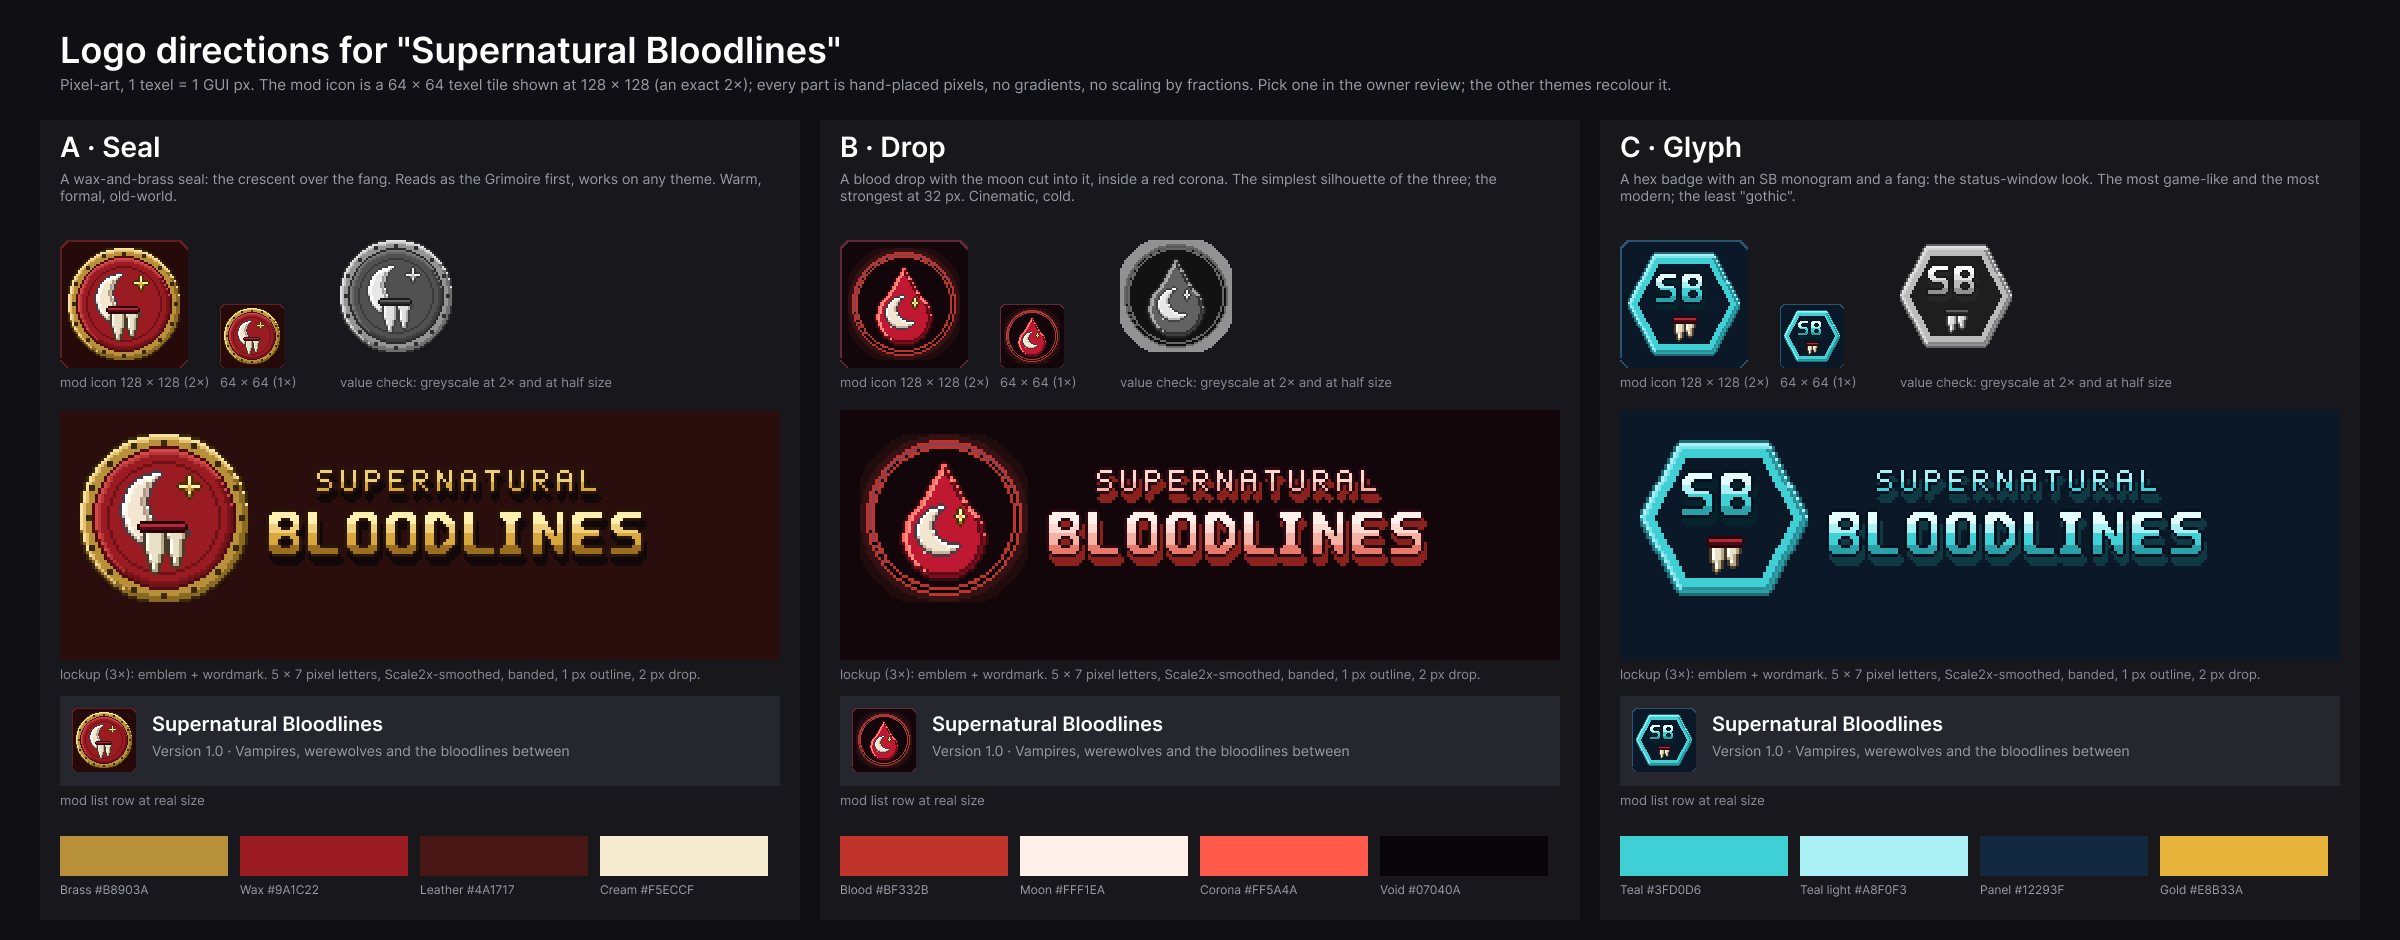 Logo directions for "Supernatural Bloodlines"
Pixel-art, 1 texel = 1 GUI px. The mod icon is a 64 × 64 texel tile shown at 128 × 128 (an exact 2×); every part is hand-placed pixels, no gradients, no scaling by fractions. Pick one in the owner review; the other themes recolour it.
A · Seal
A wax-and-brass seal: the crescent over the fang. Reads as the Grimoire first, works on any theme. Warm,
formal, old-world.
mod icon 128 × 128 (2×)
64 × 64 (1×)
value check: greyscale at 2× and at half size
SUPERNATURAL
BLOODLINES
lockup (3×): emblem + wordmark. 5 × 7 pixel letters, Scale2x-smoothed, banded, 1 px outline, 2 px drop.
Supernatural Bloodlines
Version 1.0 · Vampires, werewolves and the bloodlines between
mod list row at real size
Brass #B8903A
Wax #9A1C22
Leather #4A1717
Cream #F5ECCF
B · Drop
A blood drop with the moon cut into it, inside a red corona. The simplest silhouette of the three; the
strongest at 32 px. Cinematic, cold.
mod icon 128 × 128 (2×)
64 × 64 (1×)
value check: greyscale at 2× and at half size
SUPERNATURAL
BLOODLINES
lockup (3×): emblem + wordmark. 5 × 7 pixel letters, Scale2x-smoothed, banded, 1 px outline, 2 px drop.
Supernatural Bloodlines
Version 1.0 · Vampires, werewolves and the bloodlines between
mod list row at real size
Blood #BF332B
Moon #FFF1EA
Corona #FF5A4A
Void #07040A
C · Glyph
A hex badge with an SB monogram and a fang: the status-window look. The most game-like and the most
modern; the least "gothic".
SB
SB
SB
mod icon 128 × 128 (2×)
64 × 64 (1×)
value check: greyscale at 2× and at half size
SB
SUPERNATURAL
BLOODLINES
lockup (3×): emblem + wordmark. 5 × 7 pixel letters, Scale2x-smoothed, banded, 1 px outline, 2 px drop.
SB
Supernatural Bloodlines
Version 1.0 · Vampires, werewolves and the bloodlines between
mod list row at real size
Teal #3FD0D6
Teal light #A8F0F3
Panel #12293F
Gold #E8B33A